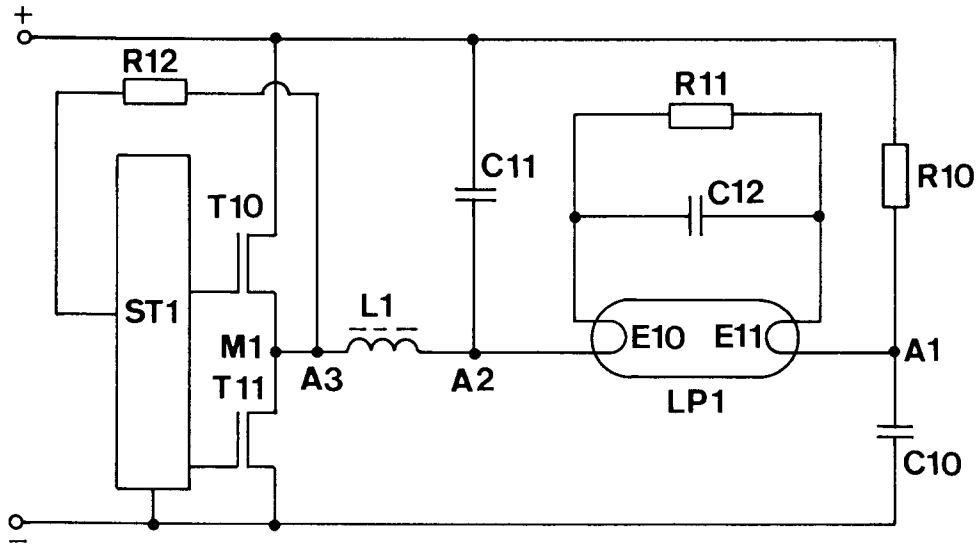 +
R12
R11
C11
R10
T10
C12
ST1
L1
E10
E11
M1
A3
A2
A1
T11
LP1
C10
=